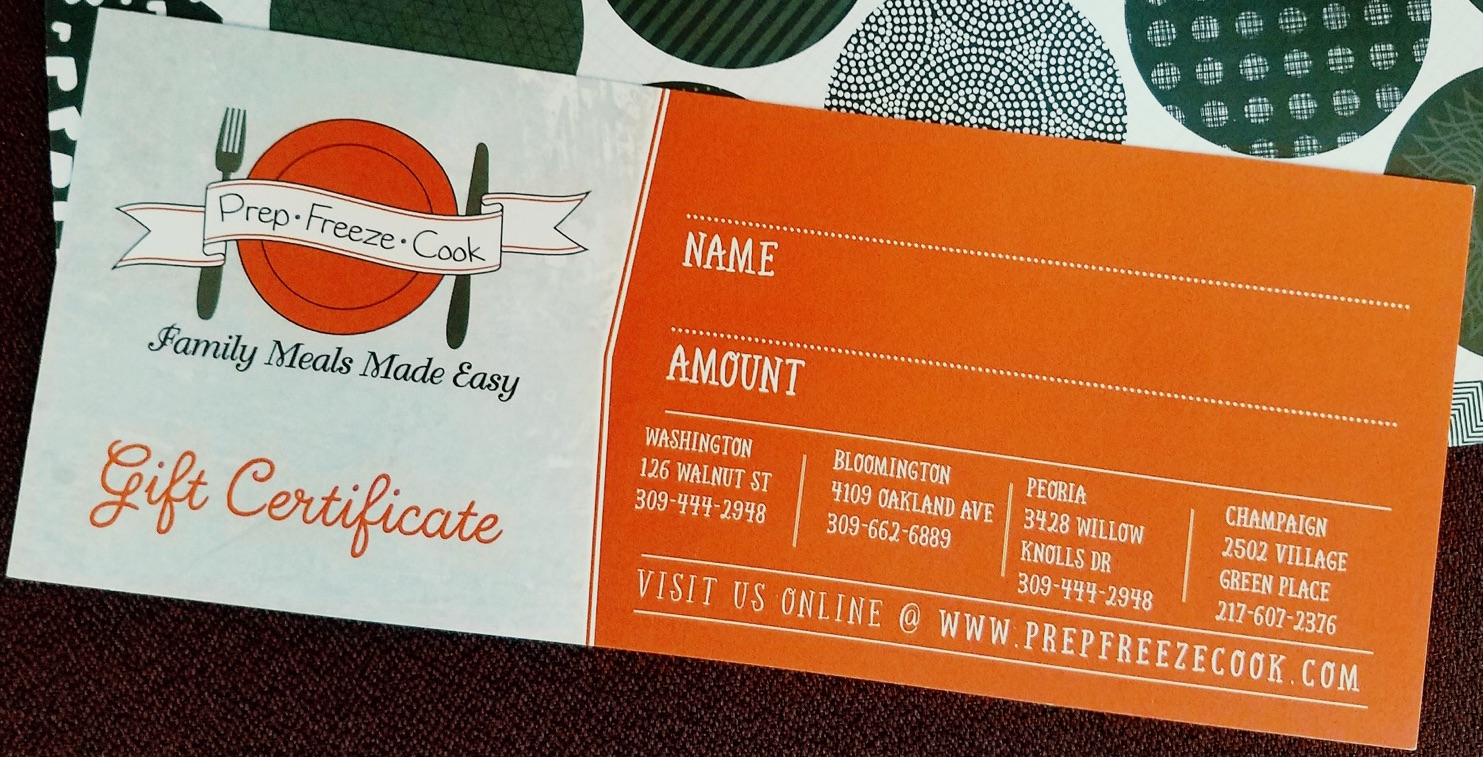 Prep·Freeze·Cook
Family Meals Made Easy
Gift Certificate
NAME
AMOUNT
WASHINGTON
126 WALNUT ST
309-444-2948
BLOOMINGTON
4109 OAKLAND AVE
309-662-6889
PEORIA
3428 WILLOW
KNOLLS DR
309-444-2948
CHAMPAIGN
2502 VILLAGE
GREEN PLACE
217-607-2376
VISIT US ONLINE @ WWW.PREPFREEZECOOK.COM